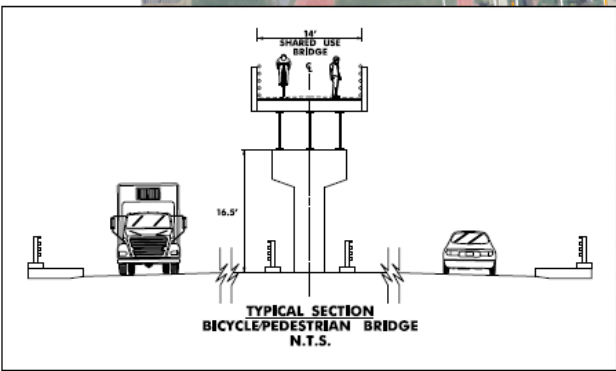 14'
SHARED USE
BRIDGE
℄
16.5'
TYPICAL SECTION
BICYCLE/PEDESTRIAN BRIDGE
N.T.S.